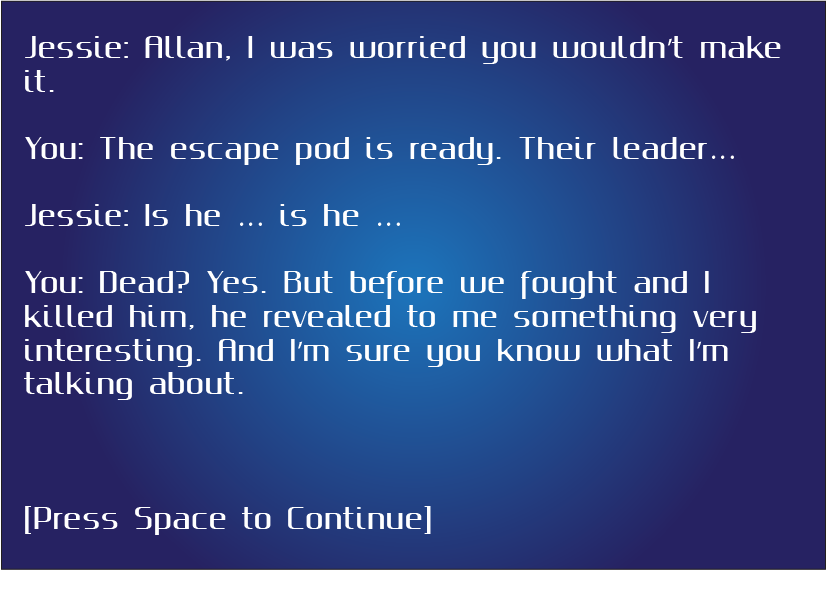 Jessie: Allan, I was worried you wouldn't make
it.
You: The escape pod is ready. Their leader...
Jessie: Is he ... is he ...
You: Dead? Yes. But before we fought and I
killed him, he revealed to me something very
interesting. And I'm sure you know what I'm
talking about.
[Press Space to Continue]